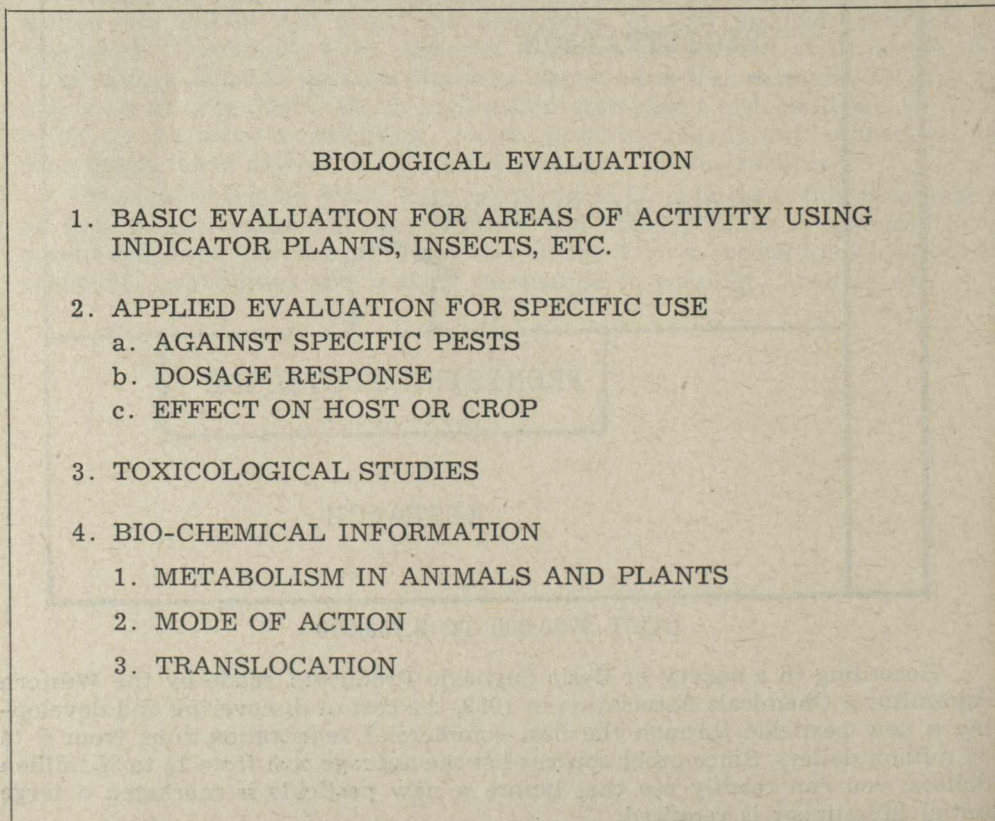 BIOLOGICAL EVALUATION
1. BASIC EVALUATION FOR AREAS OF ACTIVITY USING
INDICATOR PLANTS, INSECTS, ETC.
2. APPLIED EVALUATION FOR SPECIFIC USE
a. AGAINST SPECIFIC PESTS
b. DOSAGE RESPONSE
c. EFFECT ON HOST OR CROP
3. TOXICOLOGICAL STUDIES
4. BIO-CHEMICAL INFORMATION
1. METABOLISM IN ANIMALS AND PLANTS
2. MODE OF ACTION
3. TRANSLOCATION